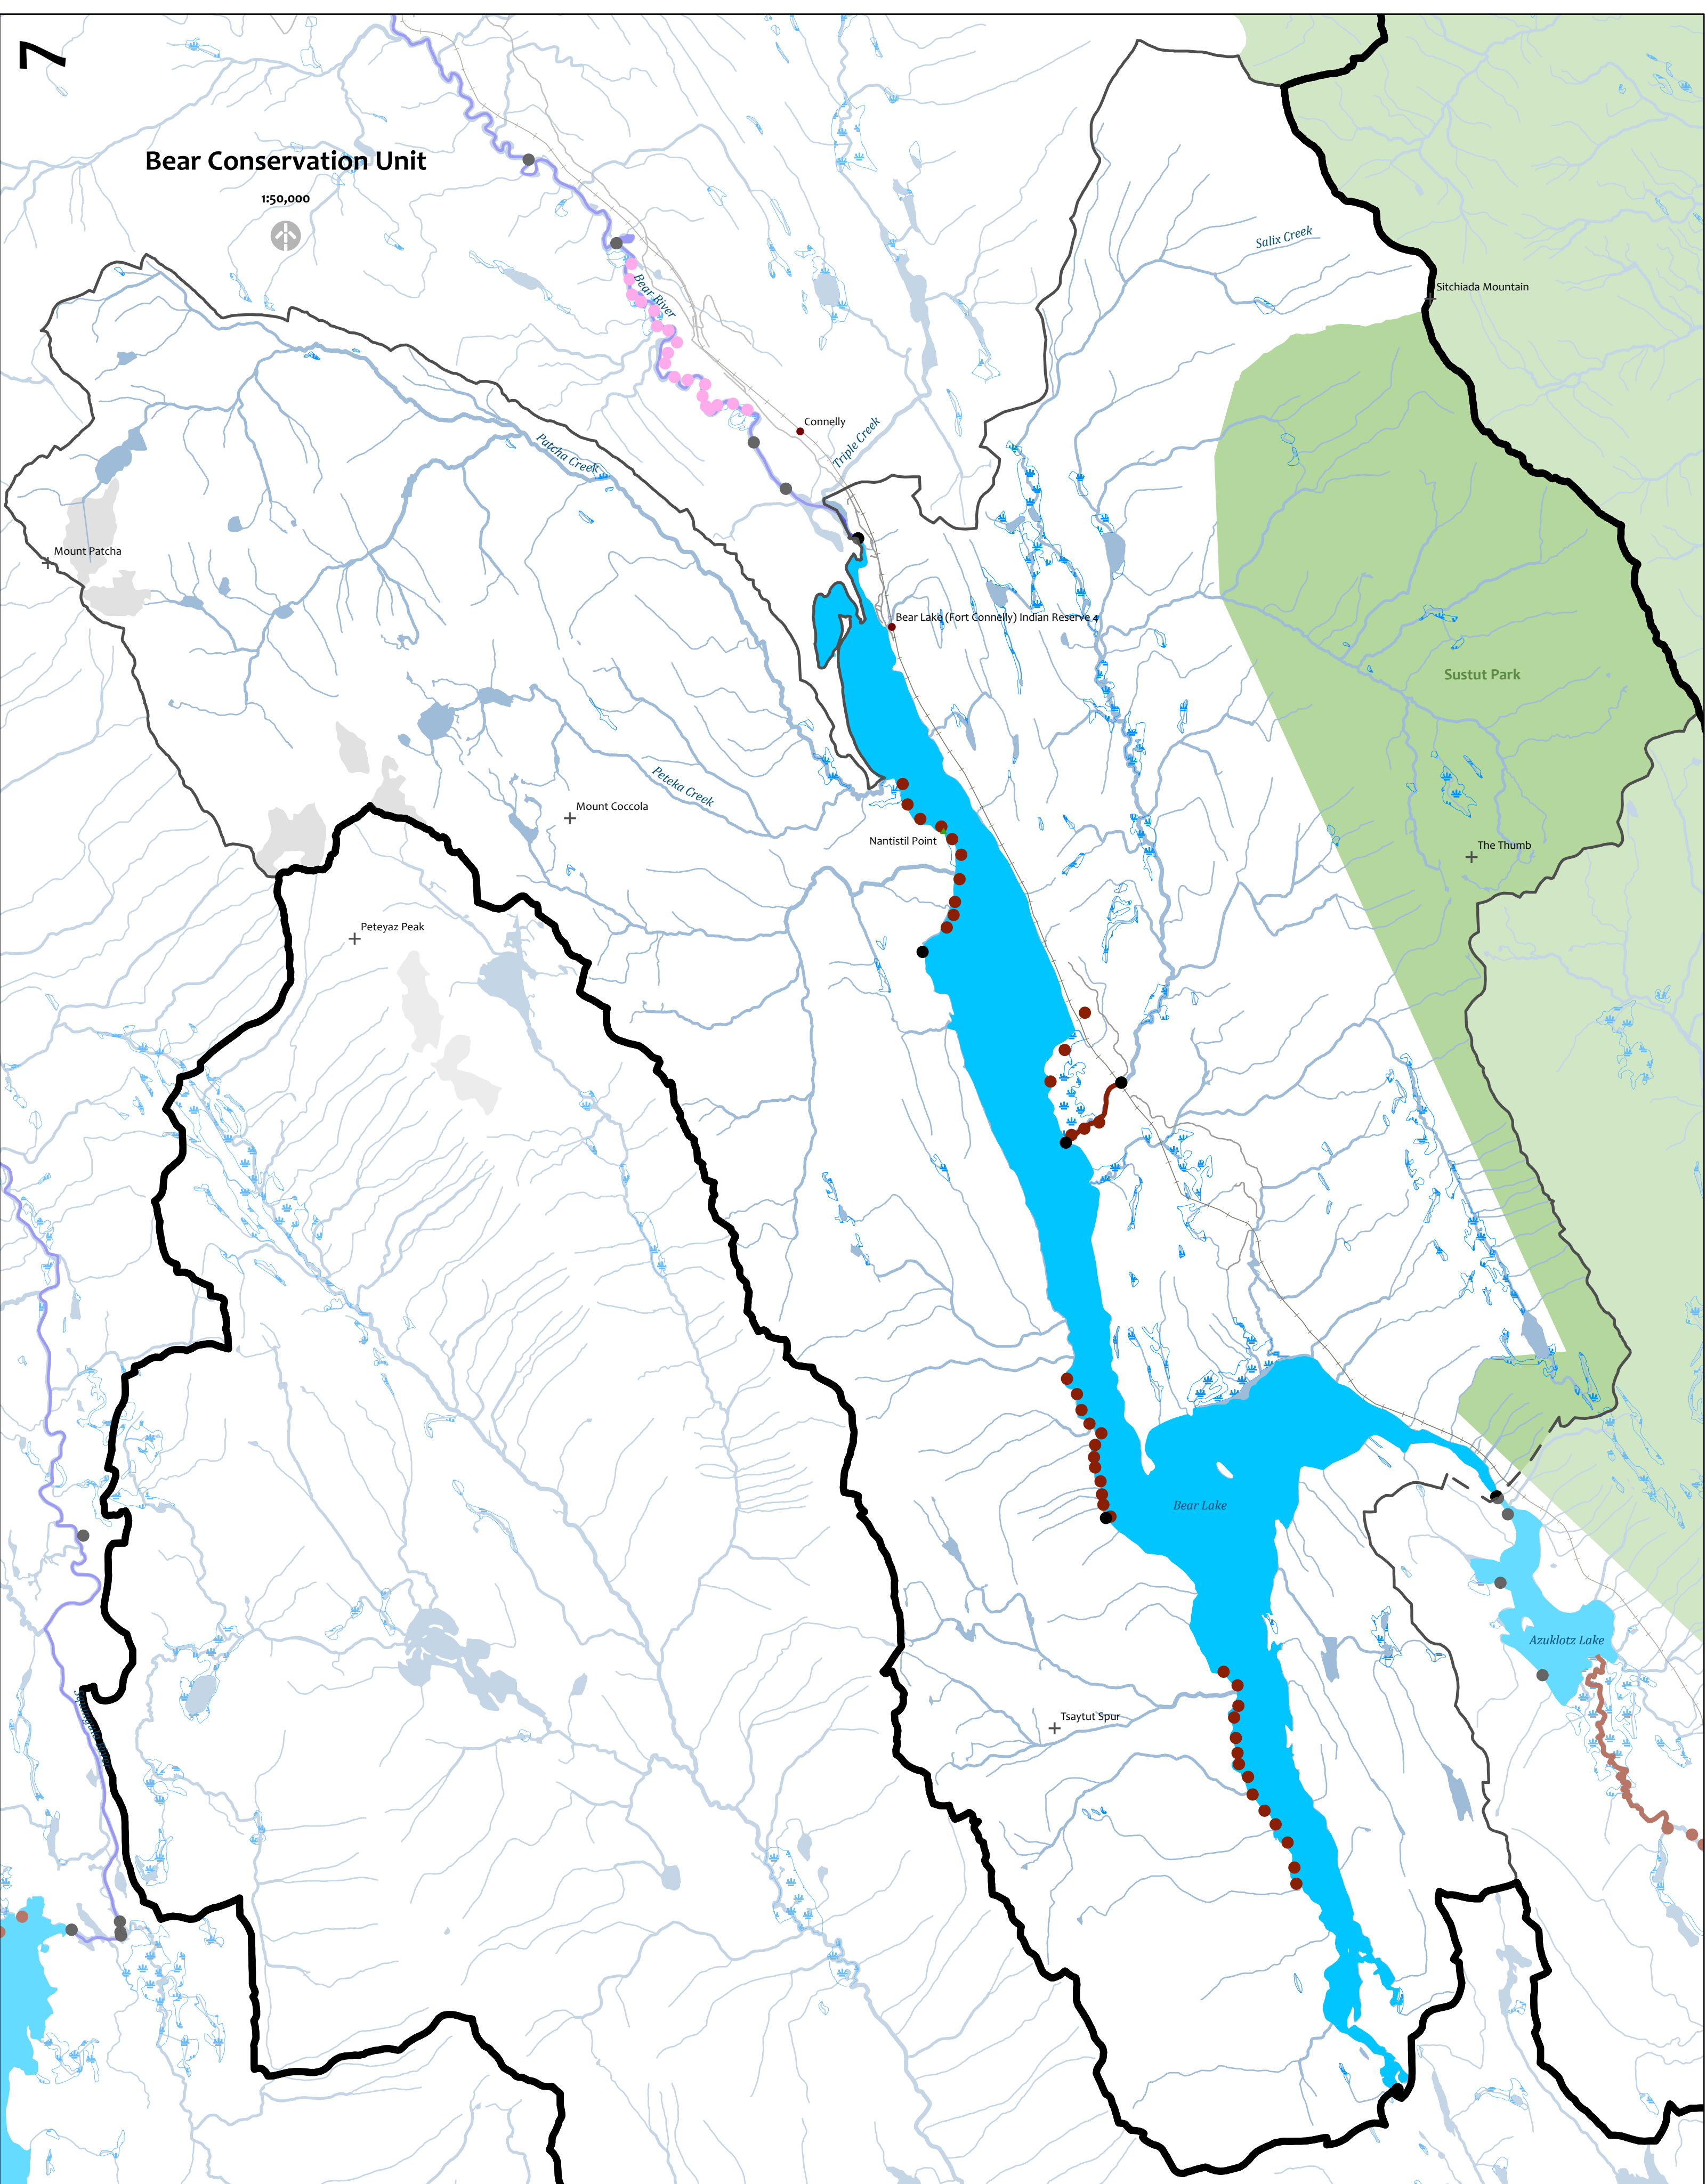 7
Bear Conservation Unit
1:50,000
Salix Creek
Sitchiada Mountain
Bear River
Connelly
Triple Creek
Patcha Creek
Mount Patcha
Bear Lake (Fort Connelly) Indian Reserve 4
Sustut Park
Peteka Creek
Mount Coccola
Nantistil Point
The Thumb
Peteyaz Peak
Bear Lake
Azuklotz Lake
Tsaytut Spur